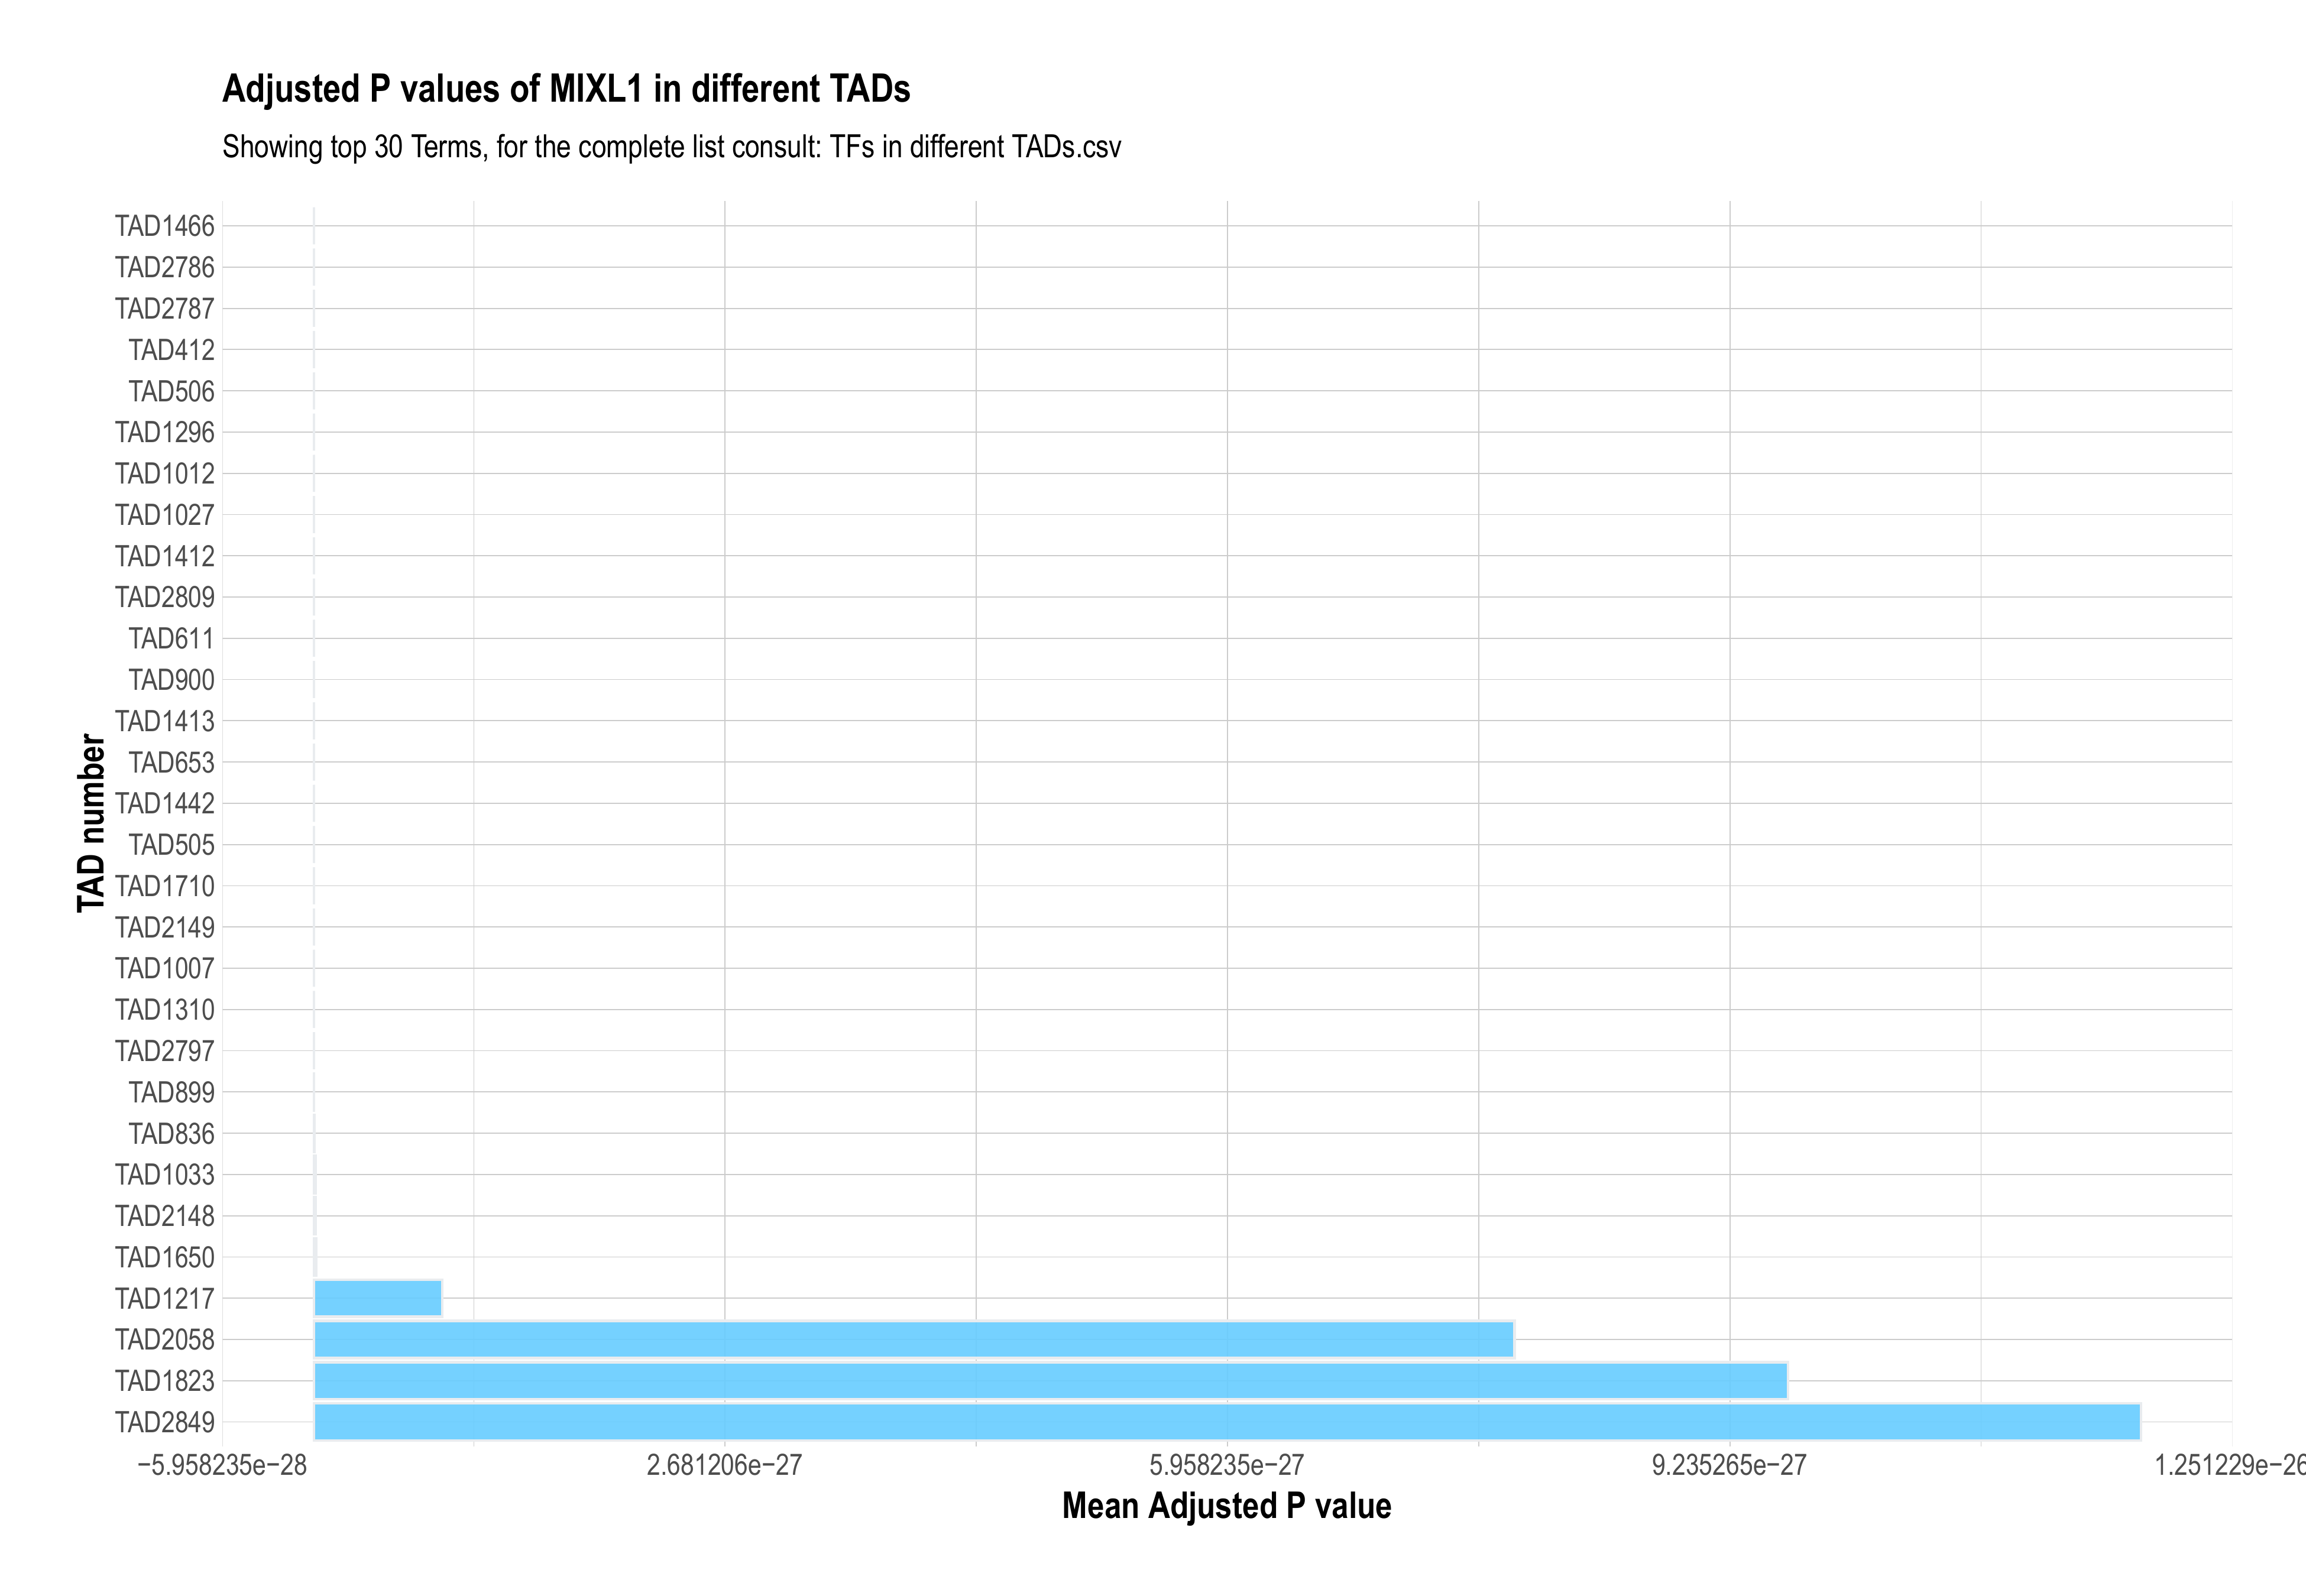 Adjusted P values of MIXL1 in different TADs
Showing top 30 Terms, for the complete list consult: TFs in different TADs.csv
TAD number
TAD1466
TAD2786
TAD2787
TAD412
TAD506
TAD1296
TAD1012
TAD1027
TAD1412
TAD2809
TAD611
TAD900
TAD1413
TAD653
TAD1442
TAD505
TAD1710
TAD2149
TAD1007
TAD1310
TAD2797
TAD899
TAD836
TAD1033
TAD2148
TAD1650
TAD1217
TAD2058
TAD1823
TAD2849
−5.958235e−28 2.681206e−27 5.958235e−27 9.235265e−27 1.251229e−26
Mean Adjusted P value